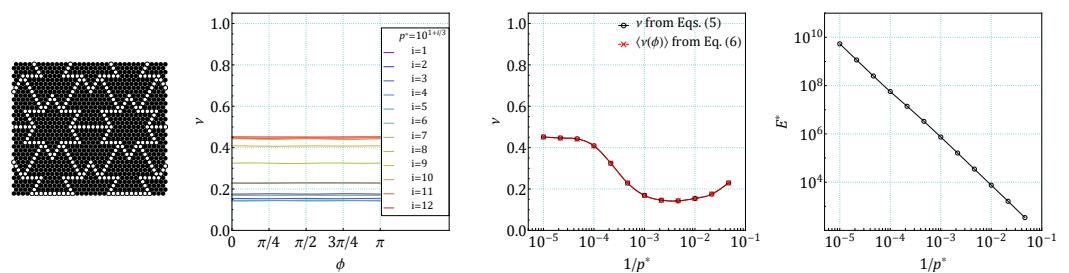 1.0
0.8
0.6
0.4
0.2
0.0
ν
0 π/4 π/2 3π/4 π
ϕ
p*=10^{1+i/3}
i=1
i=2
i=3
i=4
i=5
i=6
i=7
i=8
i=9
i=10
i=11
i=12
1.0
0.8
0.6
0.4
0.2
0.0
ν
ν from Eqs. (5)
⟨ν(ϕ)⟩ from Eq. (6)
10^{-5} 10^{-4} 10^{-3} 10^{-2} 10^{-1}
1/p*
10^{10}
10^{8}
10^{6}
10^{4}
E*
10^{-5} 10^{-4} 10^{-3} 10^{-2} 10^{-1}
1/p*